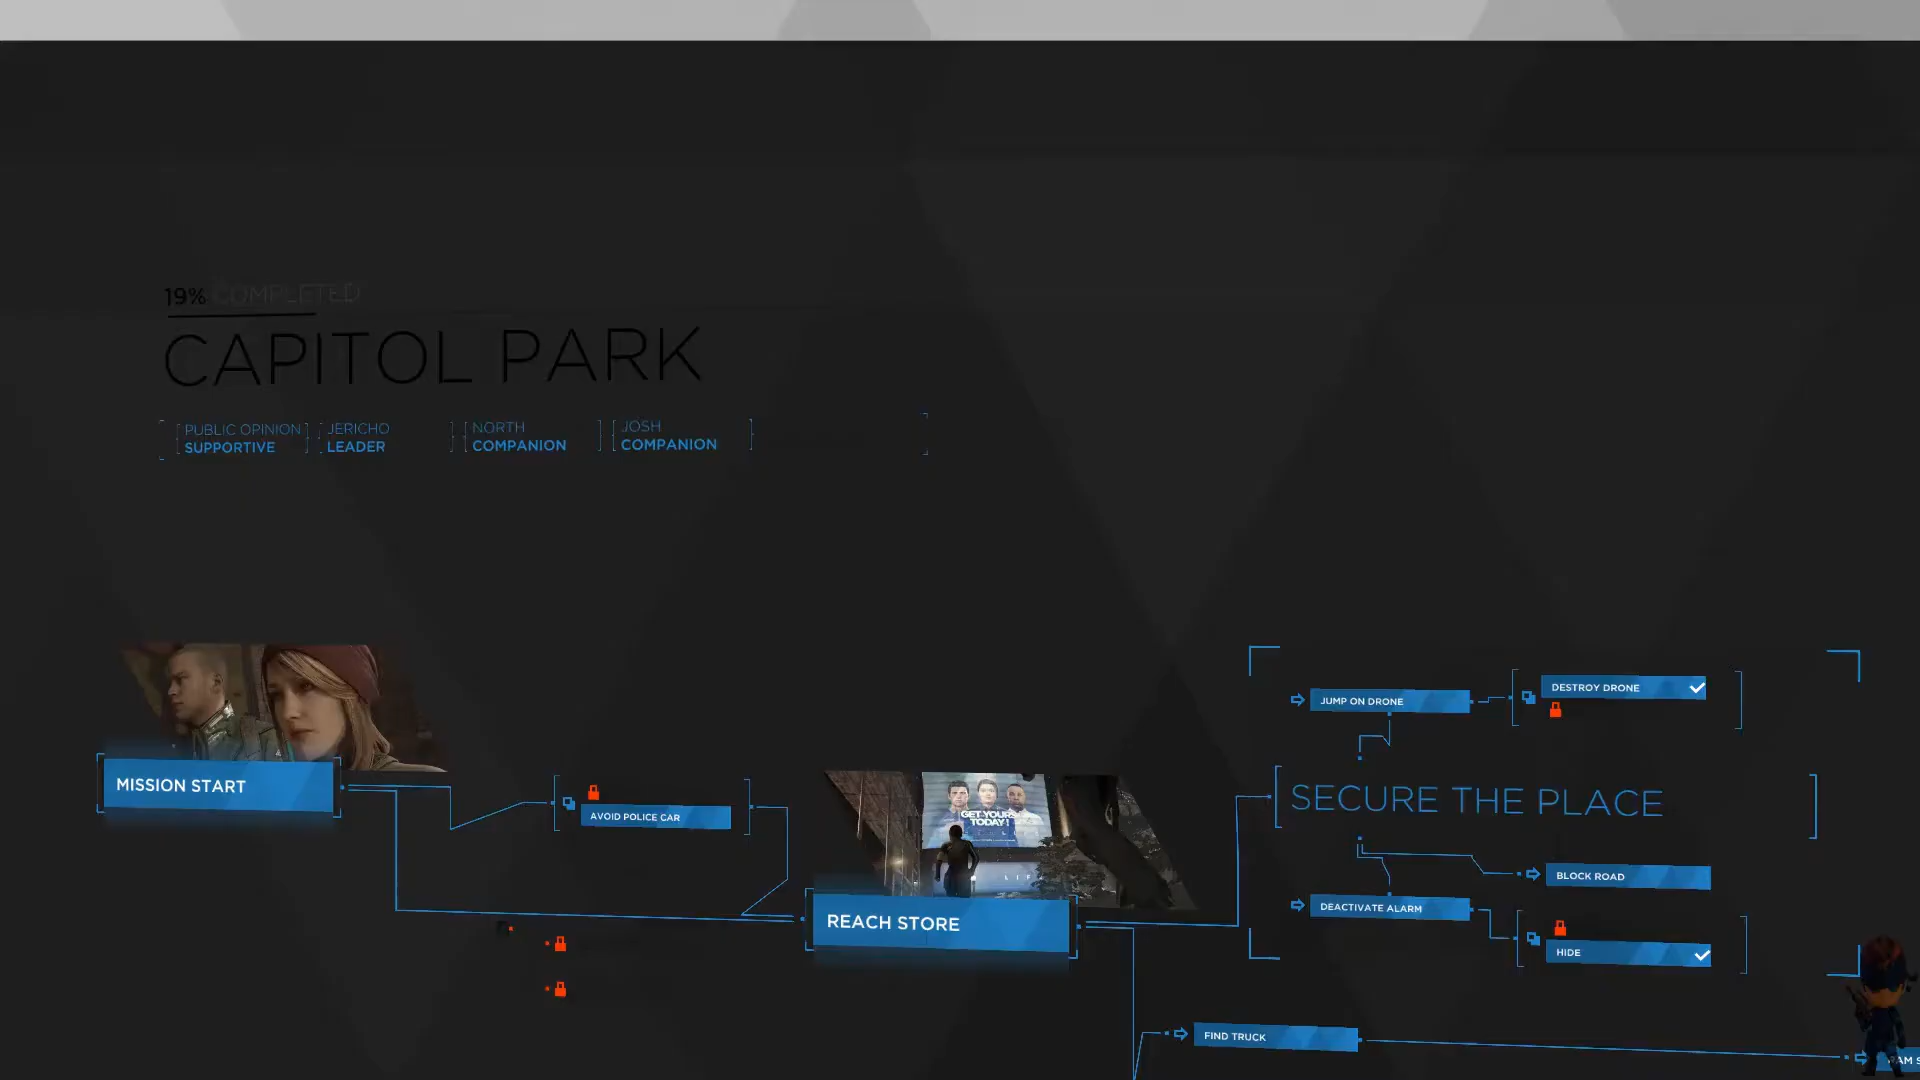 19% COMPLETED
CAPITOL PARK
PUBLIC OPINION
SUPPORTIVE
JERICHO
LEADER
NORTH
COMPANION
JOSH
COMPANION
MISSION START
AVOID POLICE CAR
GET YOURS
TODAY!
REACH STORE
JUMP ON DRONE
DESTROY DRONE
SECURE THE PLACE
BLOCK ROAD
DEACTIVATE ALARM
HIDE
FIND TRUCK